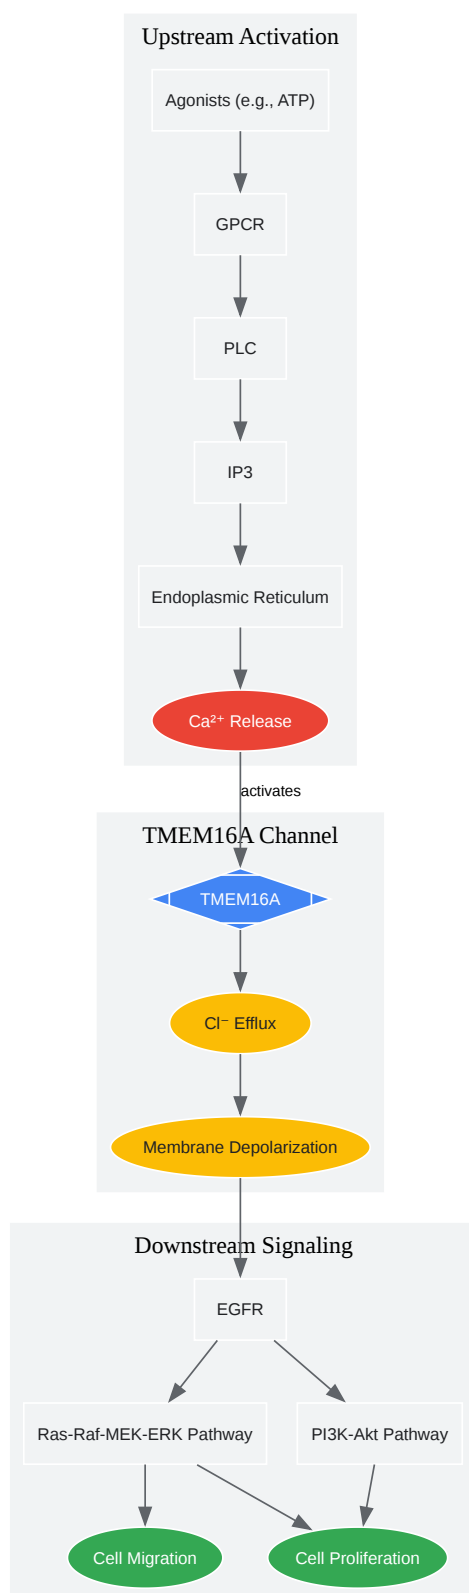 Upstream Activation
Agonists (e.g., ATP)
GPCR
PLC
IP3
Endoplasmic Reticulum
Ca²⁺ Release
activates
TMEM16A Channel
TMEM16A
Cl⁻ Efflux
Membrane Depolarization
Downstream Signaling
EGFR
Ras-Raf-MEK-ERK Pathway
PI3K-Akt Pathway
Cell Migration
Cell Proliferation